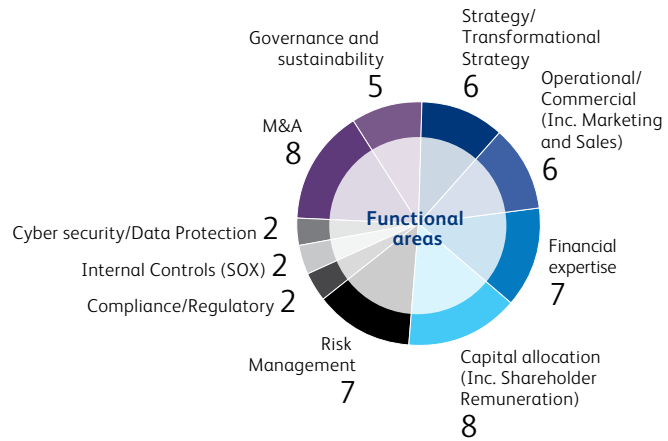 Strategy/
Transformational
Strategy
6
Operational/
Commercial
(Inc. Marketing
and Sales)
6
Financial
expertise
7
Capital allocation
(Inc. Shareholder
Remuneration)
8
Risk
Management
7
Compliance/Regulatory 2
Internal Controls (SOX) 2
Cyber security/Data Protection 2
M&A
8
Governance and
sustainability
5
Functional
areas